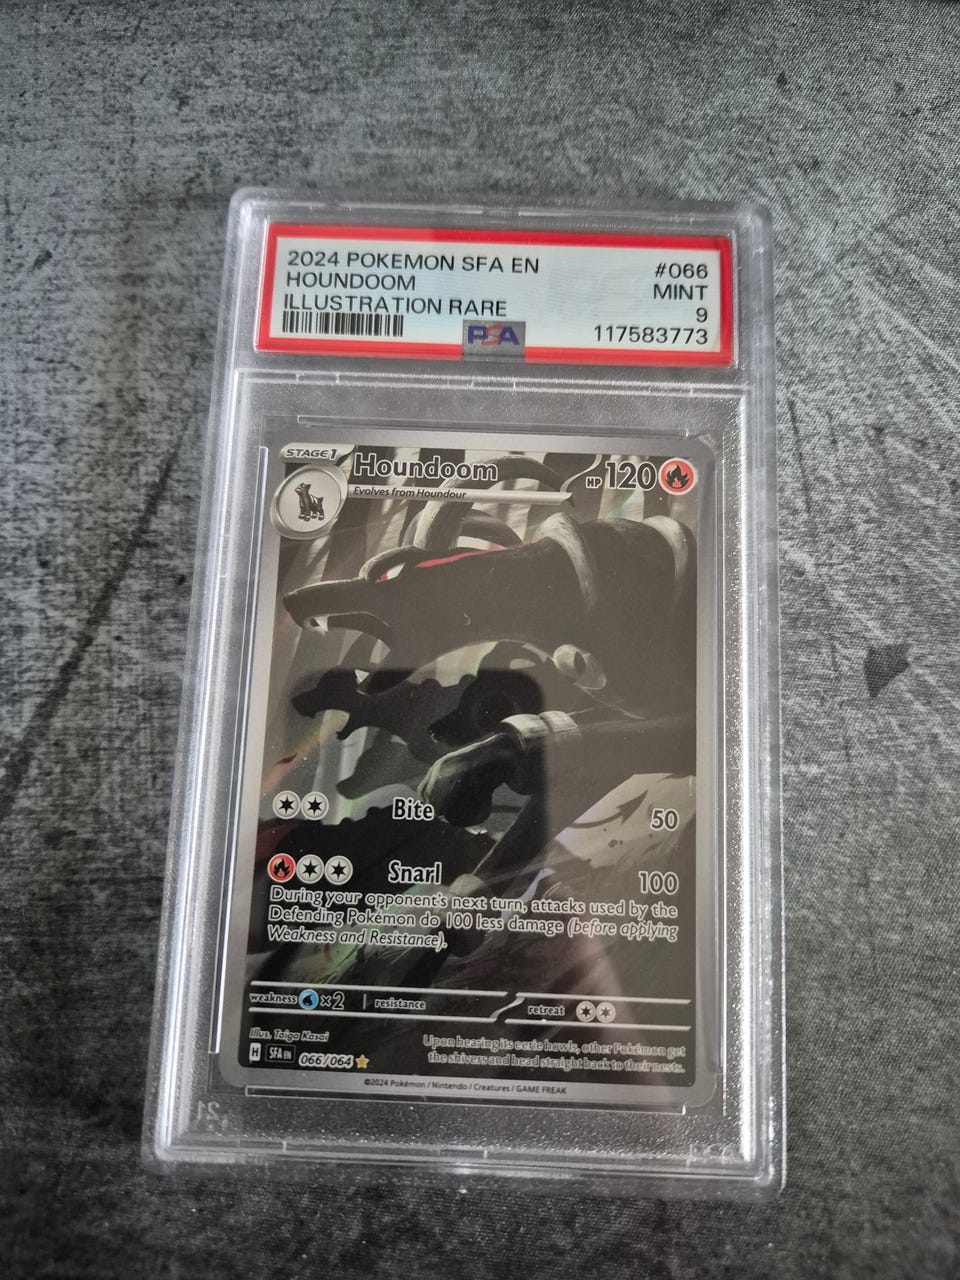 2024 POKEMON SFA EN #066
HOUNDOOM MINT
ILLUSTRATION RARE 9
PSA 117583773
STAGE1 Houndoom HP 120
Evolves from Houndour
Bite 50
Snarl 100
During your opponent's next turn, attacks used by the
Defending Pokémon do 100 less damage (before applying
Weakness and Resistance).
weakness ×2 resistance retreat
Illus. Taiga Kasai
Upon hearing its eerie howls, other Pokémon get
H SFA EN 066/064 the shivers and head straight back to their nests.
©2024 Pokémon / Nintendo / Creatures / GAME FREAK